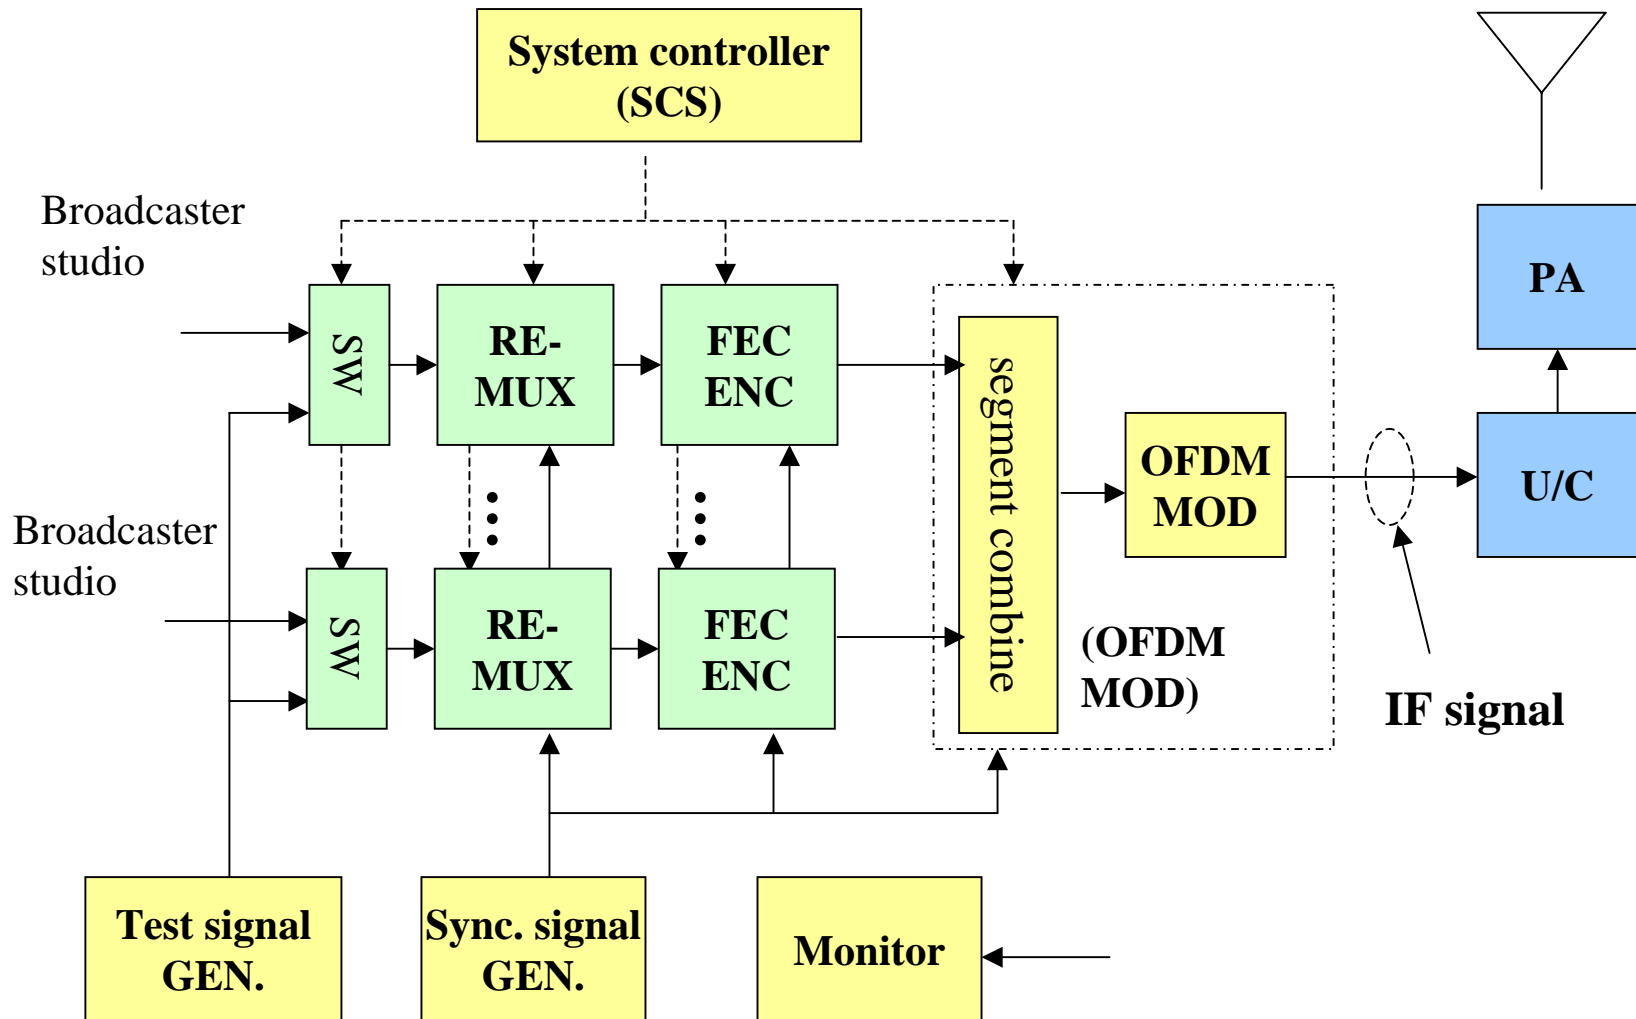 System controller
(SCS)
Broadcaster
studio
SW
RE-
MUX
FEC
ENC
segment combine
OFDM
MOD
PA
U/C
Broadcaster
studio
SW
RE-
MUX
FEC
ENC
(OFDM
MOD)
IF signal
Test signal
GEN.
Sync. signal
GEN.
Monitor